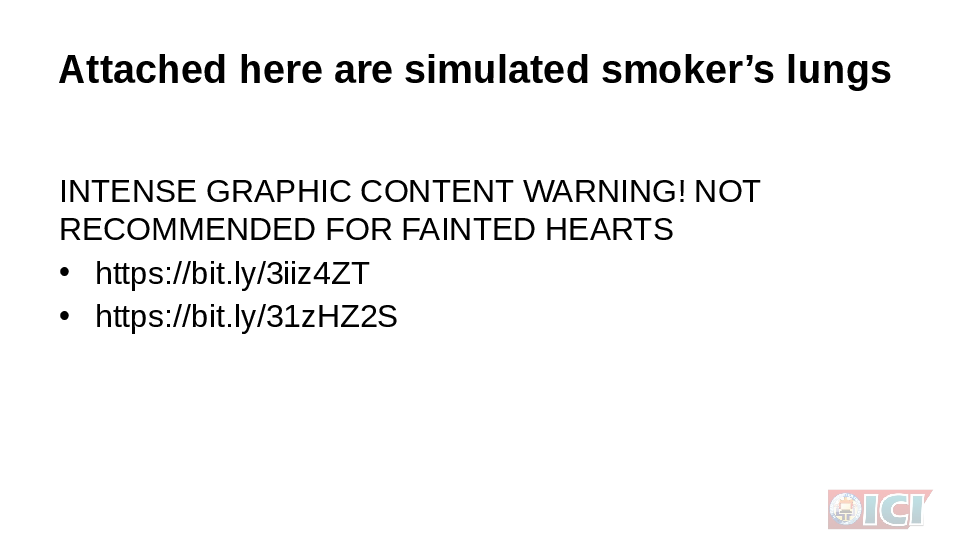 Attached here are simulated smoker’s lungs
INTENSE GRAPHIC CONTENT WARNING! NOT
RECOMMENDED FOR FAINTED HEARTS
• https://bit.ly/3iiz4ZT
• https://bit.ly/31zHZ2S
ICI